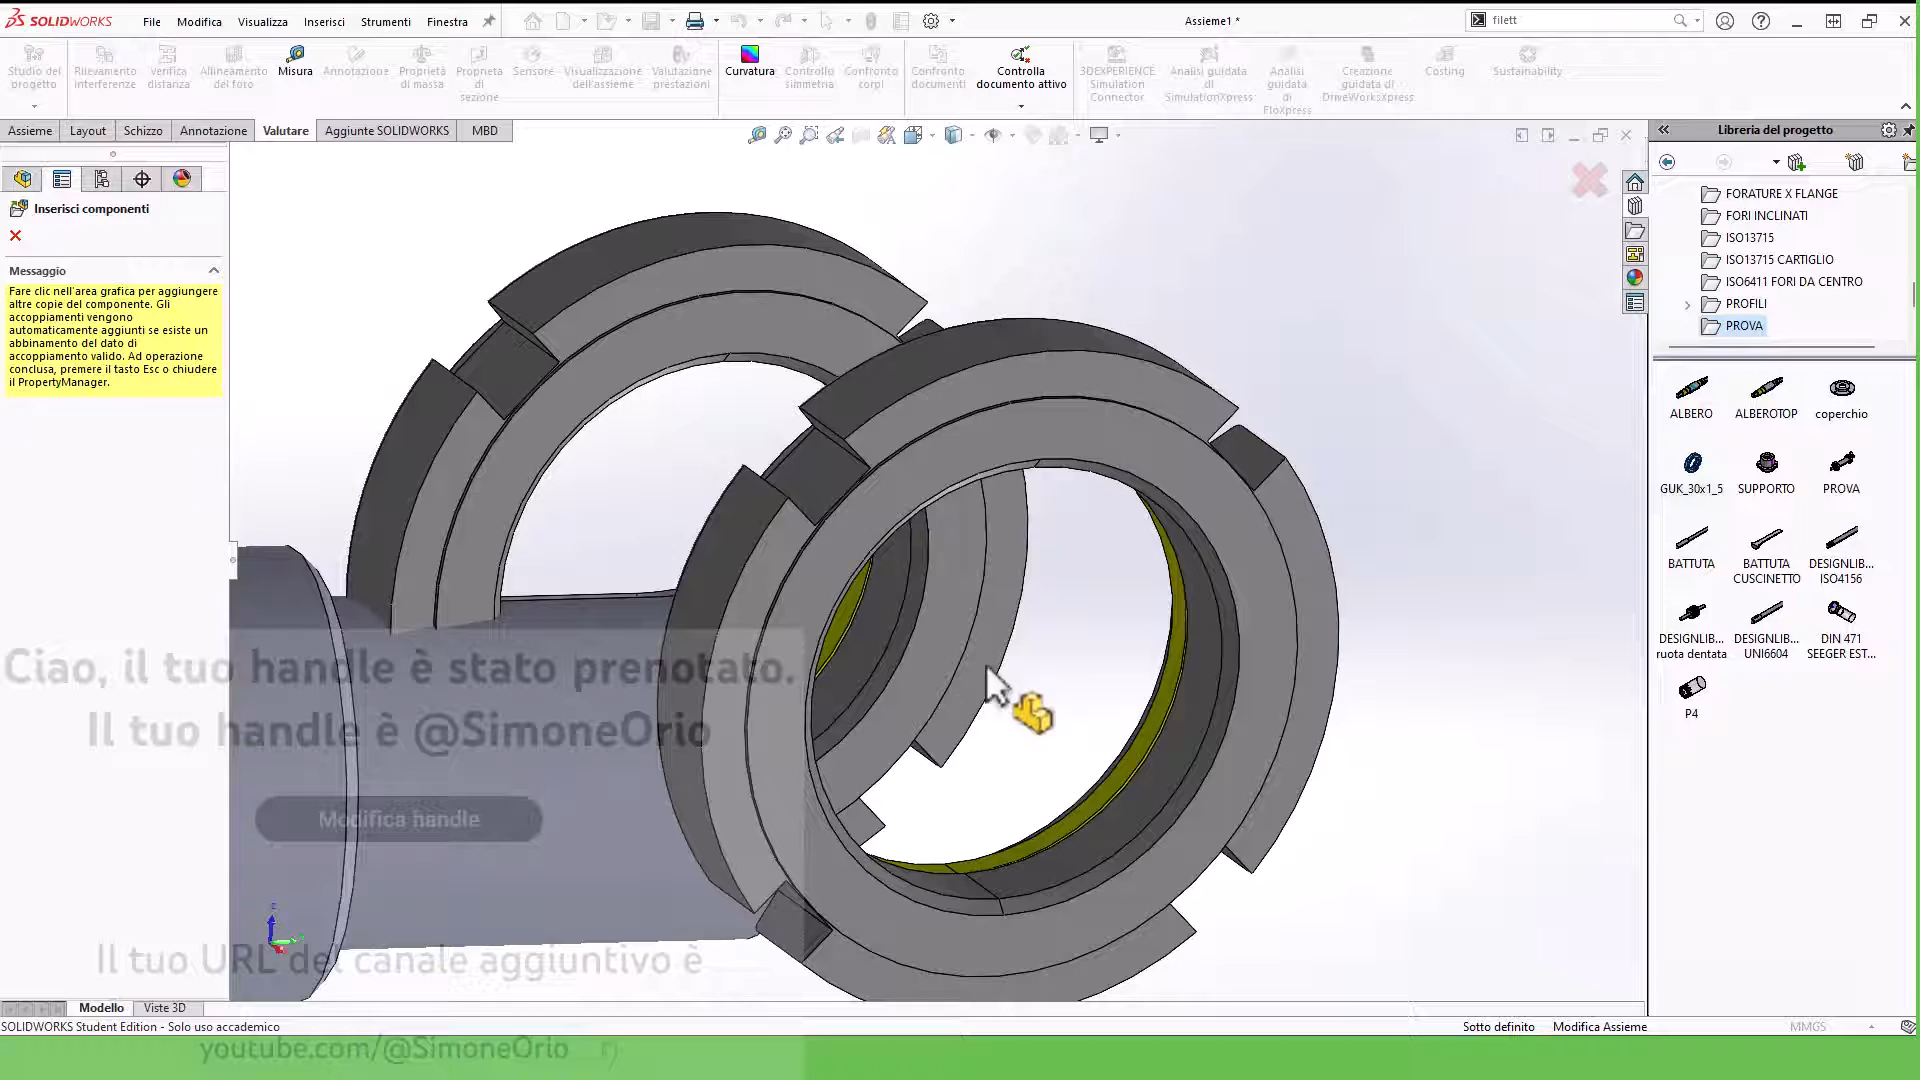 SOLIDWORKS
File Modifica Visualizza Inserisci Strumenti Finestra
Assieme1 *
filett
Studio del progetto
Rilevamento interferenze
Verifica distanza
Allineamento del foro
Misura
Annotazione
Proprietà di massa
Proprietà di sezione
Sensore
Visualizzazione dell'assieme
Valutazione prestazioni
Curvatura
Controllo simmetria
Confronto corpi
Confronto documenti
Controlla documento attivo
3DEXPERIENCE Simulation Connector
Analisi guidata di SimulationXpress
Analisi guidata di FloXpress
Creazione guidata di DriveWorksXpress
Costing
Sustainability
Assieme Layout Schizzo Annotazione Valutare Aggiunte SOLIDWORKS MBD
Inserisci componenti
Messaggio
Fare clic nell'area grafica per aggiungere
altre copie del componente. Gli
accoppiamenti vengono
automaticamente aggiunti se esiste un
abbinamento del dato di
accoppiamento valido. Ad operazione
conclusa, premere il tasto Esc o chiudere
il PropertyManager.
Libreria del progetto
FORATURE X FLANGE
FORI INCLINATI
ISO13715
ISO13715 CARTIGLIO
ISO6411 FORI DA CENTRO
PROFILI
PROVA
ALBERO ALBEROTOP coperchio
GUK_30x1_5 SUPPORTO PROVA
BATTUTA
BATTUTA CUSCINETTO
DESIGNLIB... ISO4156
DESIGNLIB... ruota dentata
DESIGNLIB... UNI6604
DIN 471 SEEGER EST...
P4
Ciao, il tuo handle è stato prenotato.
Il tuo handle è @SimoneOrio
Modifica handle
Il tuo URL del canale aggiuntivo è
youtube.com/@SimoneOrio
Modello Viste 3D
SOLIDWORKS Student Edition - Solo uso accademico
Sotto definito Modifica Assieme MMGS